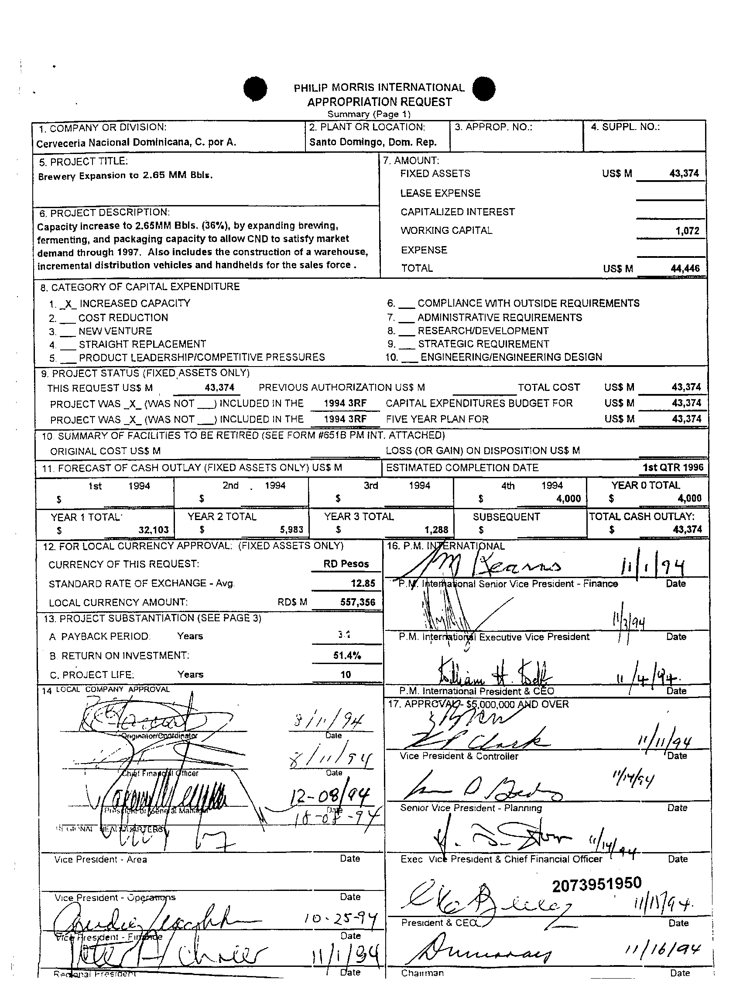 PHILIP MORRIS INTERNATIONAL
APPROPRIATION REQUEST
Summary (Page 1)
1. COMPANY OR DIVISION: 2. PLANT OR LOCATION: 3. APPROP. NO.: 4. SUPPL. NO.:
Cerveceria Nacional Dominicana, C. por A. Santo Domingo, Dom. Rep.
5. PROJECT TITLE: 7. AMOUNT:
Brewery Expansion to 2.65 MM Bbls. FIXED ASSETS US$ M 43,374
LEASE EXPENSE
6. PROJECT DESCRIPTION: CAPITALIZED INTEREST
Capacity increase to 2.65MM Bbls. (36%), by expanding brewing, WORKING CAPITAL 1,072
fermenting, and packaging capacity to allow CND to satisfy market
demand through 1997. Also includes the construction of a warehouse, EXPENSE
incremental distribution vehicles and handhelds for the sales force . TOTAL US$ M 44,446
8. CATEGORY OF CAPITAL EXPENDITURE
1. _X_ INCREASED CAPACITY 6. ___ COMPLIANCE WITH OUTSIDE REQUIREMENTS
2. ___ COST REDUCTION 7. ___ ADMINISTRATIVE REQUIREMENTS
3. ___ NEW VENTURE 8. ___ RESEARCH/DEVELOPMENT
4. ___ STRAIGHT REPLACEMENT 9. ___ STRATEGIC REQUIREMENT
5. ___ PRODUCT LEADERSHIP/COMPETITIVE PRESSURES 10. ___ ENGINEERING/ENGINEERING DESIGN
9. PROJECT STATUS (FIXED ASSETS ONLY)
THIS REQUEST US$ M 43,374 PREVIOUS AUTHORIZATION US$ M TOTAL COST US$ M 43,374
PROJECT WAS _X_ (WAS NOT ___) INCLUDED IN THE 1994 3RF CAPITAL EXPENDITURES BUDGET FOR US$ M 43,374
PROJECT WAS _X_ (WAS NOT ___) INCLUDED IN THE 1994 3RF FIVE YEAR PLAN FOR US$ M 43,374
10 SUMMARY OF FACILITIES TO BE RETIRED (SEE FORM #651B PM INT. ATTACHED)
ORIGINAL COST US$ M LOSS (OR GAIN) ON DISPOSITION US$ M
11. FORECAST OF CASH OUTLAY (FIXED ASSETS ONLY) US$ M ESTIMATED COMPLETION DATE 1st QTR 1996
1st 1994 2nd . 1994 3rd 1994 4th 1994 YEAR 0 TOTAL
$ $ $ $ 4,000 $ 4,000
YEAR 1 TOTAL YEAR 2 TOTAL YEAR 3 TOTAL SUBSEQUENT TOTAL CASH OUTLAY:
$ 32,103 $ 5,983 $ 1,288 $ $ 43,374
12. FOR LOCAL CURRENCY APPROVAL: (FIXED ASSETS ONLY) 16. P.M. INTERNATIONAL
CURRENCY OF THIS REQUEST: RD Pesos 11/1/94
STANDARD RATE OF EXCHANGE - Avg. 12.85 P.M. International Senior Vice President - Finance Date
LOCAL CURRENCY AMOUNT: RD$ M 557,356
13. PROJECT SUBSTANTIATION (SEE PAGE 3) 11/3/94
A PAYBACK PERIOD Years P.M. International Executive Vice President Date
B. RETURN ON INVESTMENT: 51.4%
C. PROJECT LIFE: Years 10 11/4/94.
14 LOCAL COMPANY APPROVAL P.M. International President & CEO Date
17. APPROVAL - $5,000,000 AND OVER
8/11/94
Originator/Coordinator Date 11/11/94
8/11/94 Vice President & Controller Date
Chief Financial Officer Date
12-08/94 11/14/94
President or General Manager Date Senior Vice President - Planning Date
REGIONAL HEADQUARTERS
11/14/94
Vice President - Area Date Exec Vice President & Chief Financial Officer Date
2073951950
Vice President - Operations Date
10-25-94 President & CEO Date
Vice President - Finance Date
11/1/94 11/16/94
Regional President Date Chairman Date